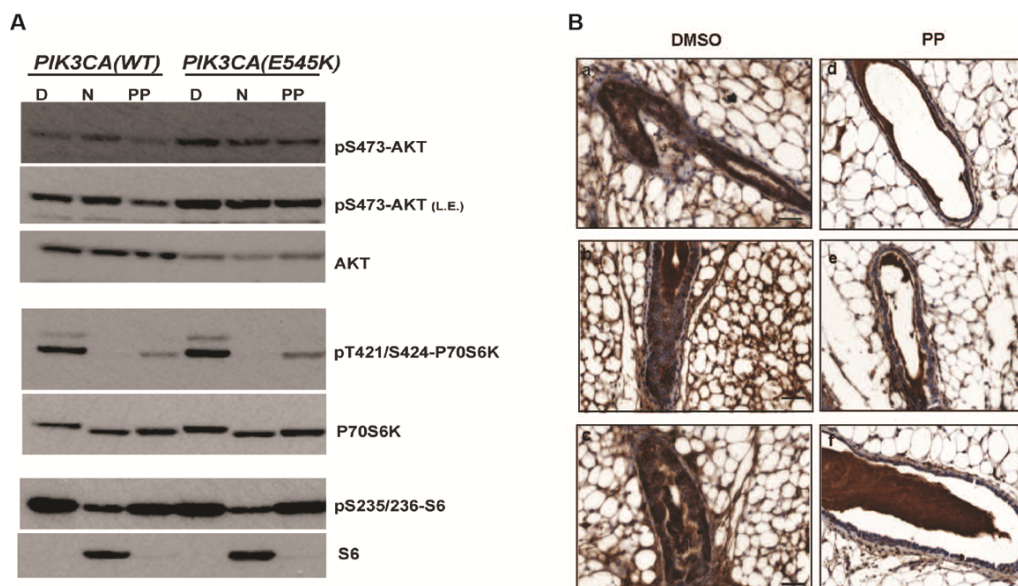 A
PIK3CA(WT) PIK3CA(E545K)
D N PP D N PP
pS473-AKT
pS473-AKT (L.E.)
AKT
pT421/S424-P70S6K
P70S6K
pS235/236-S6
S6
B
DMSO PP
a d
b e
c f